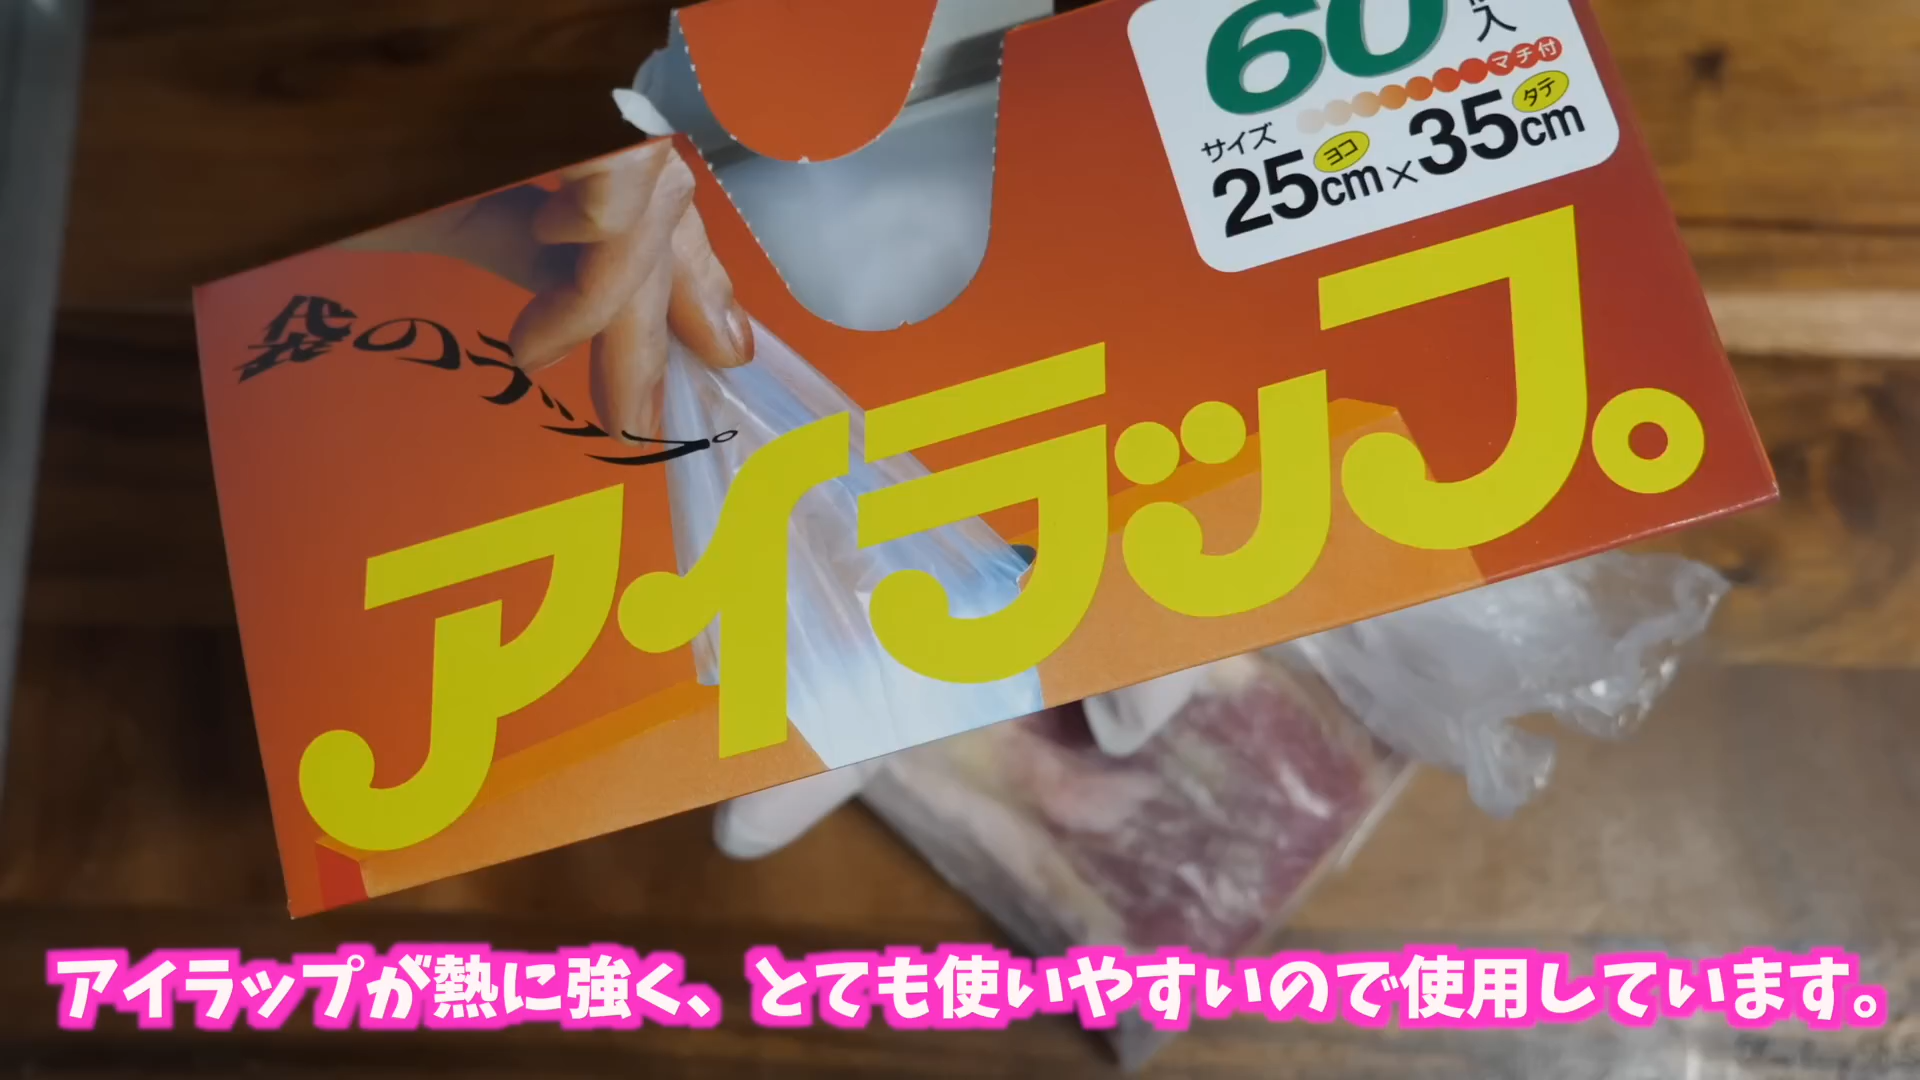 60
入
マチ付
サイズ
ヨコ タテ
25cm×35cm
袋のラップ。
アイラップ。
アイラップが熱に強く、とても使いやすいので使用しています。